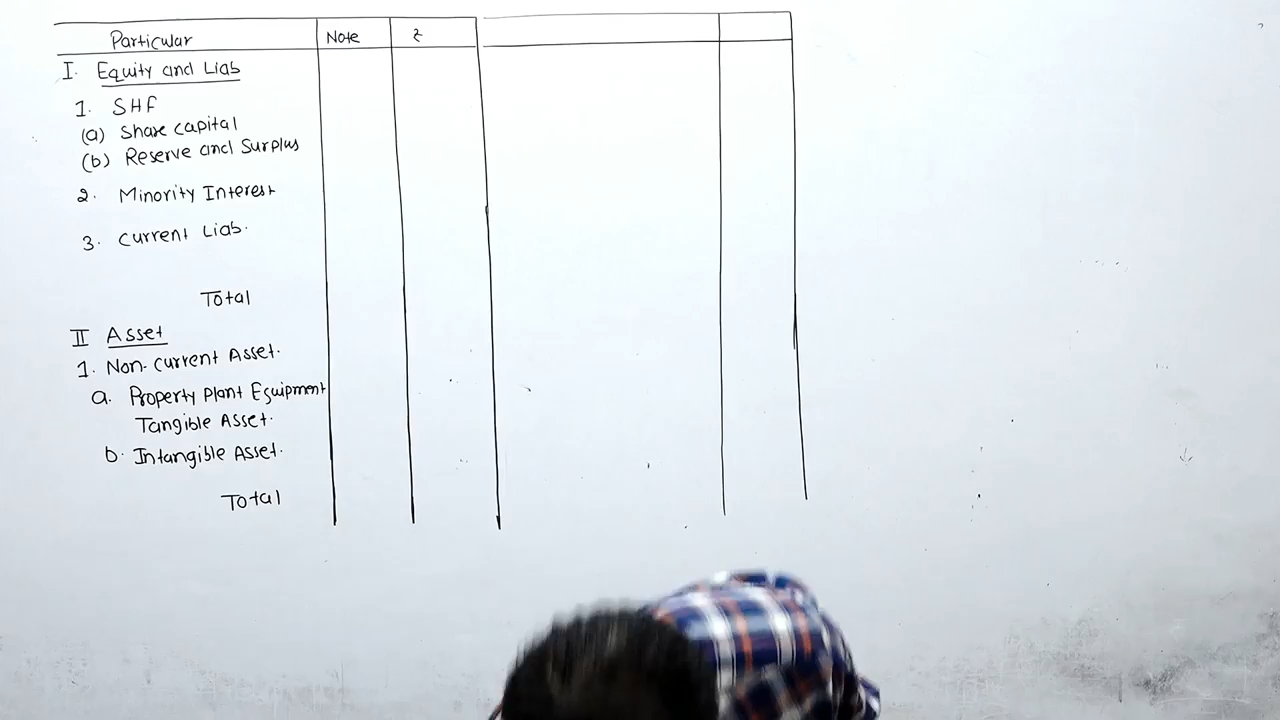 Particular Note ₹
I. Equity and Liab
1. SHF
(a) Share capital
(b) Reserve and Surplus
2. Minority Interest
3. Current Liab.
Total
II Asset
1. Non-Current Asset.
a. Property Plant Equipment
Tangible Asset.
b. Intangible Asset.
Total